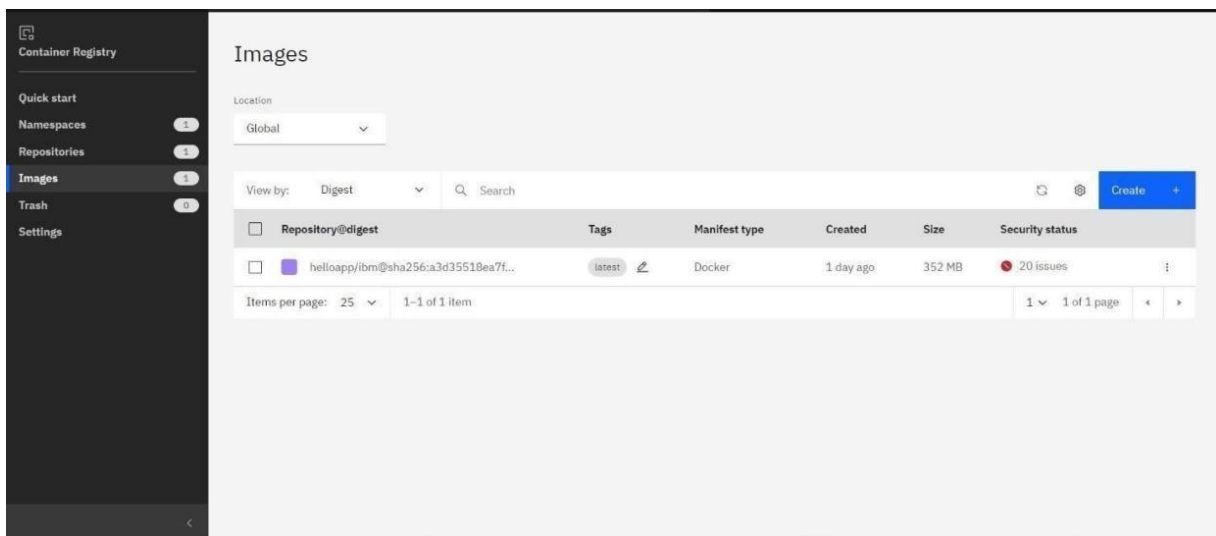 Container Registry
Quick start
Namespaces 1
Repositories 1
Images 1
Trash 0
Settings
Images
Location
Global
View by: Digest Search Create +
Repository@digest Tags Manifest type Created Size Security status
helloapp/ibm@sha256:a3d35518ea7f... latest Docker 1 day ago 352 MB 20 issues
Items per page: 25 1–1 of 1 item 1 1 of 1 page